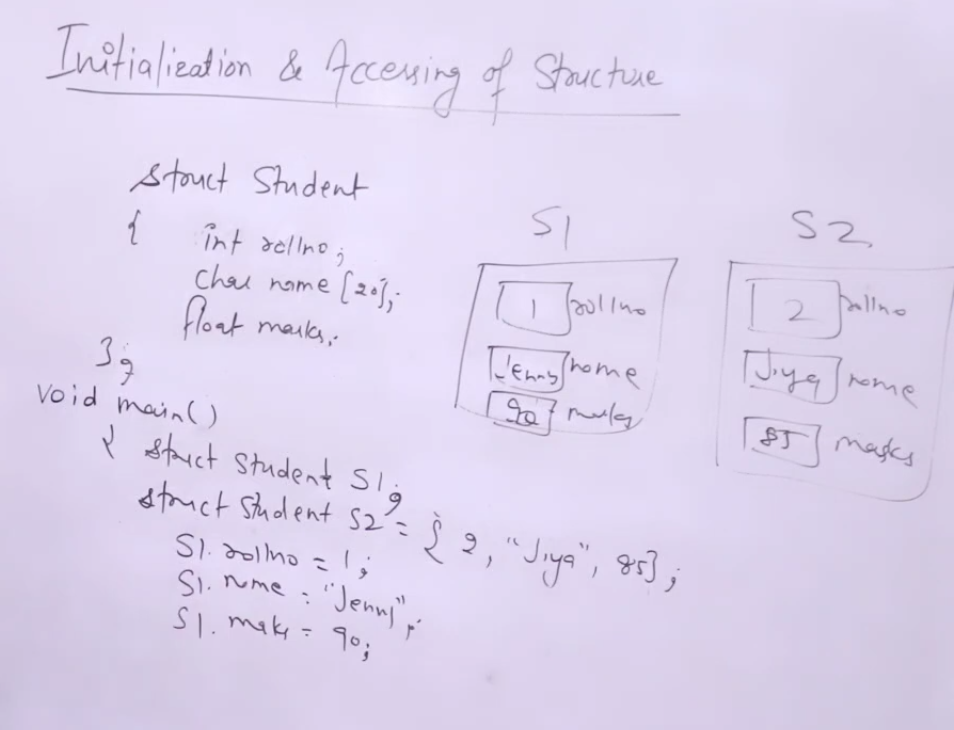 Initialization & Accessing of Structure
struct Student
{ int rollno;
char name [20];
float marks;
};
void main()
{ struct Student S1;
struct Student S2 = { 2, "Jiya", 85};
S1. rollno = 1;
S1. name = "Jenny";
S1. marks = 90;
S1
1 rollno
Jenny name
90 marks
S2
2 rollno
Jiya name
85 marks